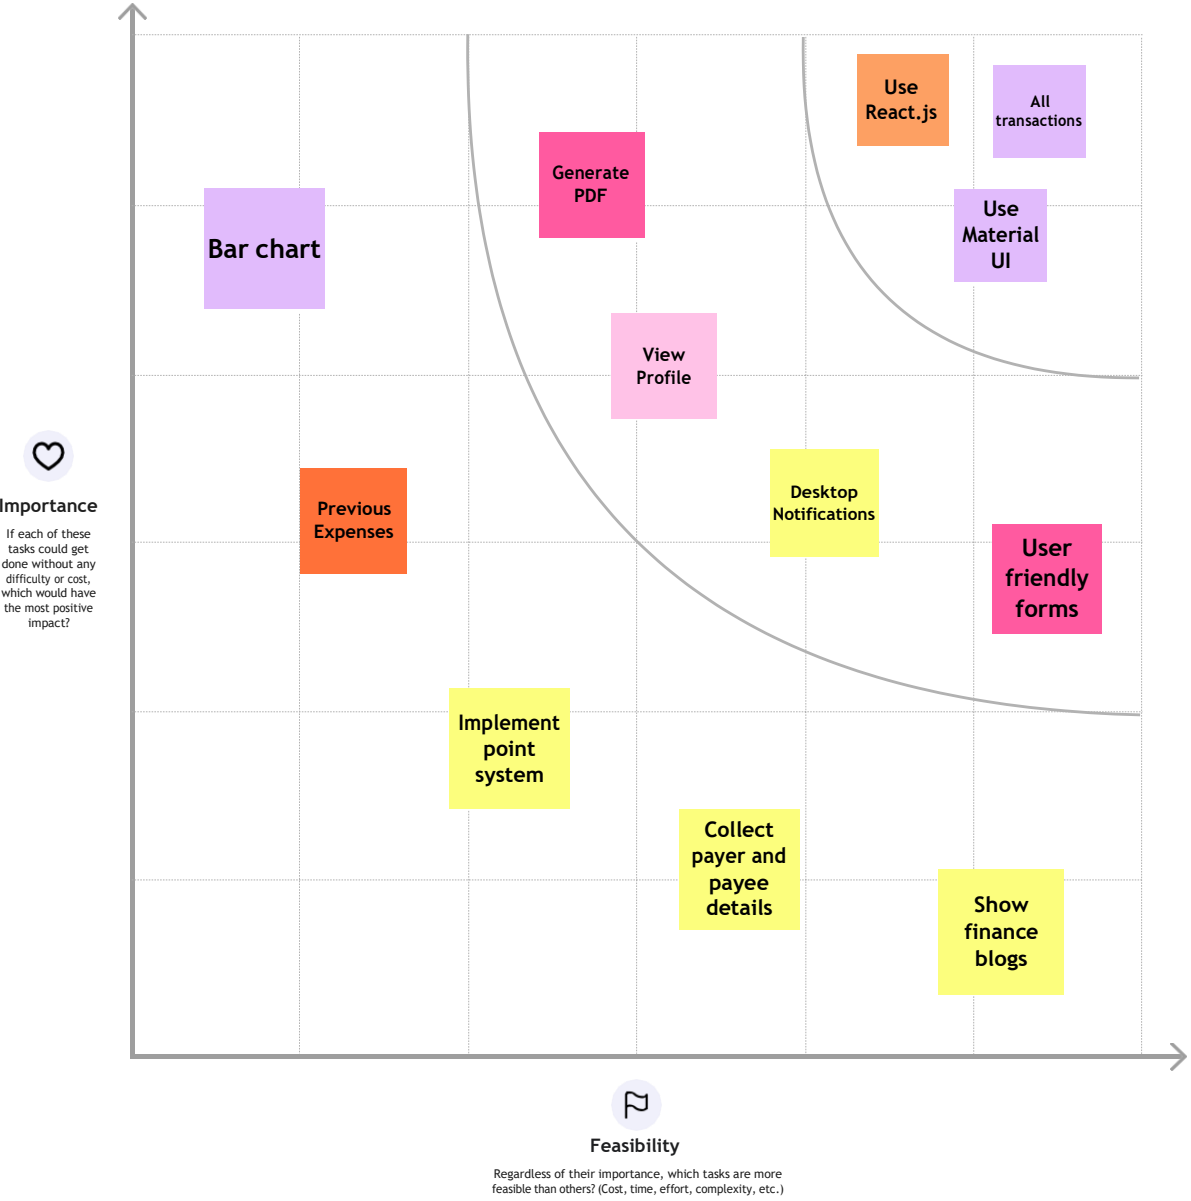 Use
React.js
All
transactions
Generate
PDF
Use
Material
UI
Bar chart
View
Profile
Importance
If each of these
tasks could get
done without any
difficulty or cost,
which would have
the most positive
impact?
Previous
Expenses
Desktop
Notifications
User
friendly
forms
Implement
point
system
Collect
payer and
payee
details
Show
finance
blogs
Feasibility
Regardless of their importance, which tasks are more
feasible than others? (Cost, time, effort, complexity, etc.)